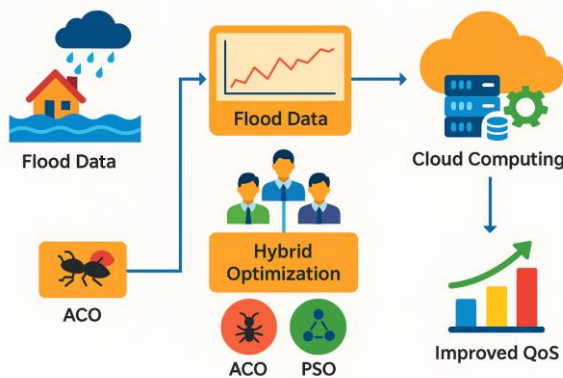 Flood Data
Flood Data
Cloud Computing
ACO
Hybrid
Optimization
ACO
PSO
Improved QoS